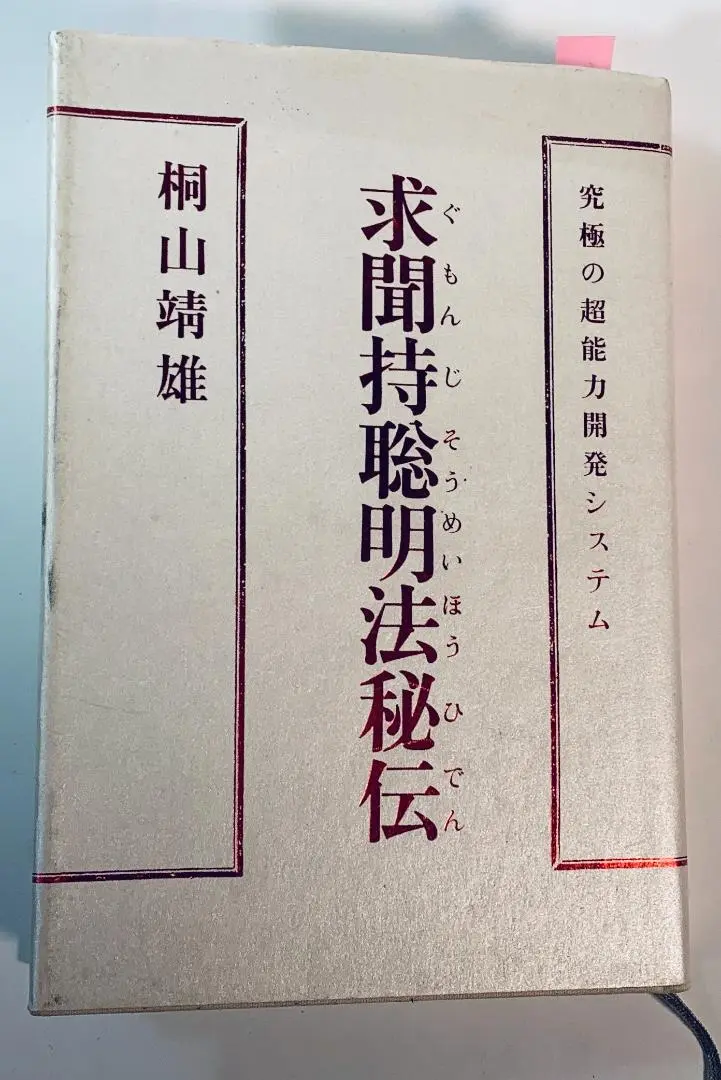 究極の超能力開発システム
求聞持聡明法秘伝
ぐもんじそうめいほうひでん
桐山靖雄